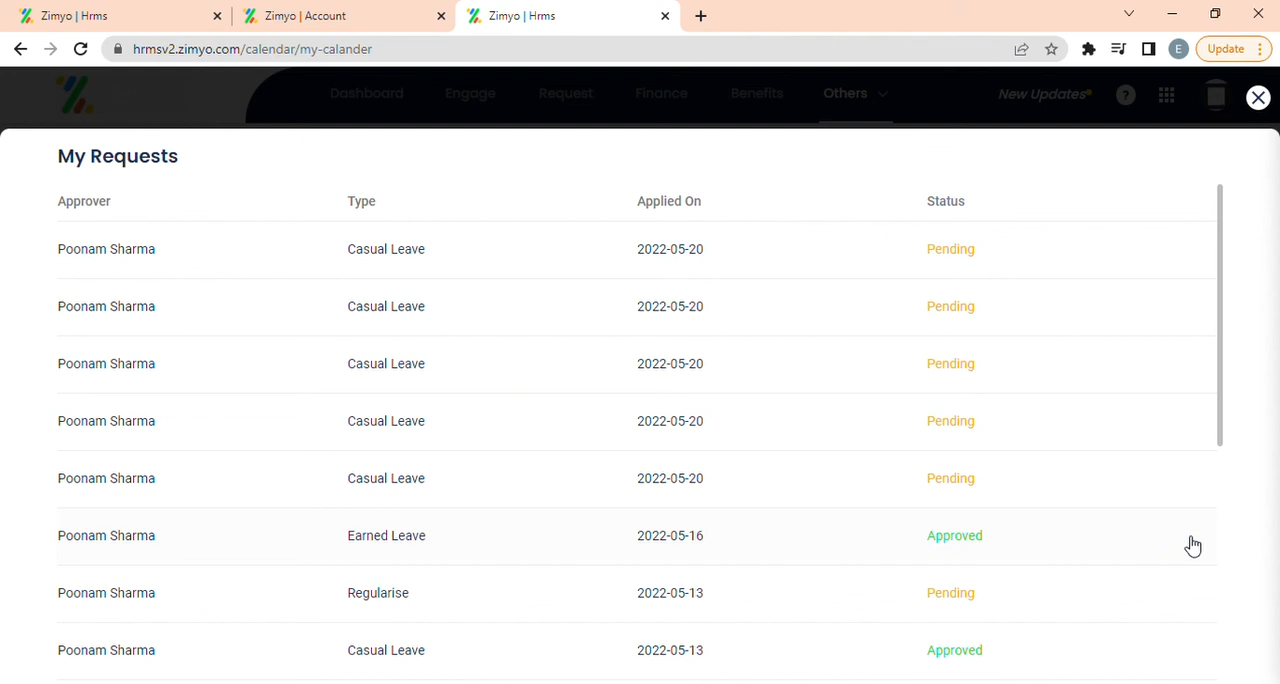 Zimyo | Hrms
Zimyo | Account
Zimyo | Hrms
hrmsv2.zimyo.com/calendar/my-calander
E
Update
Dashboard Engage Request Finance Benefits Others New Updates ?
My Requests
Approver Type Applied On Status
Poonam Sharma Casual Leave 2022-05-20 Pending
Poonam Sharma Casual Leave 2022-05-20 Pending
Poonam Sharma Casual Leave 2022-05-20 Pending
Poonam Sharma Casual Leave 2022-05-20 Pending
Poonam Sharma Casual Leave 2022-05-20 Pending
Poonam Sharma Earned Leave 2022-05-16 Approved
Poonam Sharma Regularise 2022-05-13 Pending
Poonam Sharma Casual Leave 2022-05-13 Approved